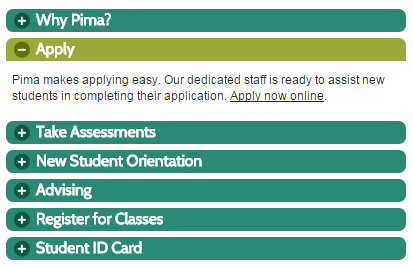 Why Pima?
Apply
Pima makes applying easy. Our dedicated staff is ready to assist new
students in completing their application. Apply now online.
Take Assessments
New Student Orientation
Advising
Register for Classes
Student ID Card